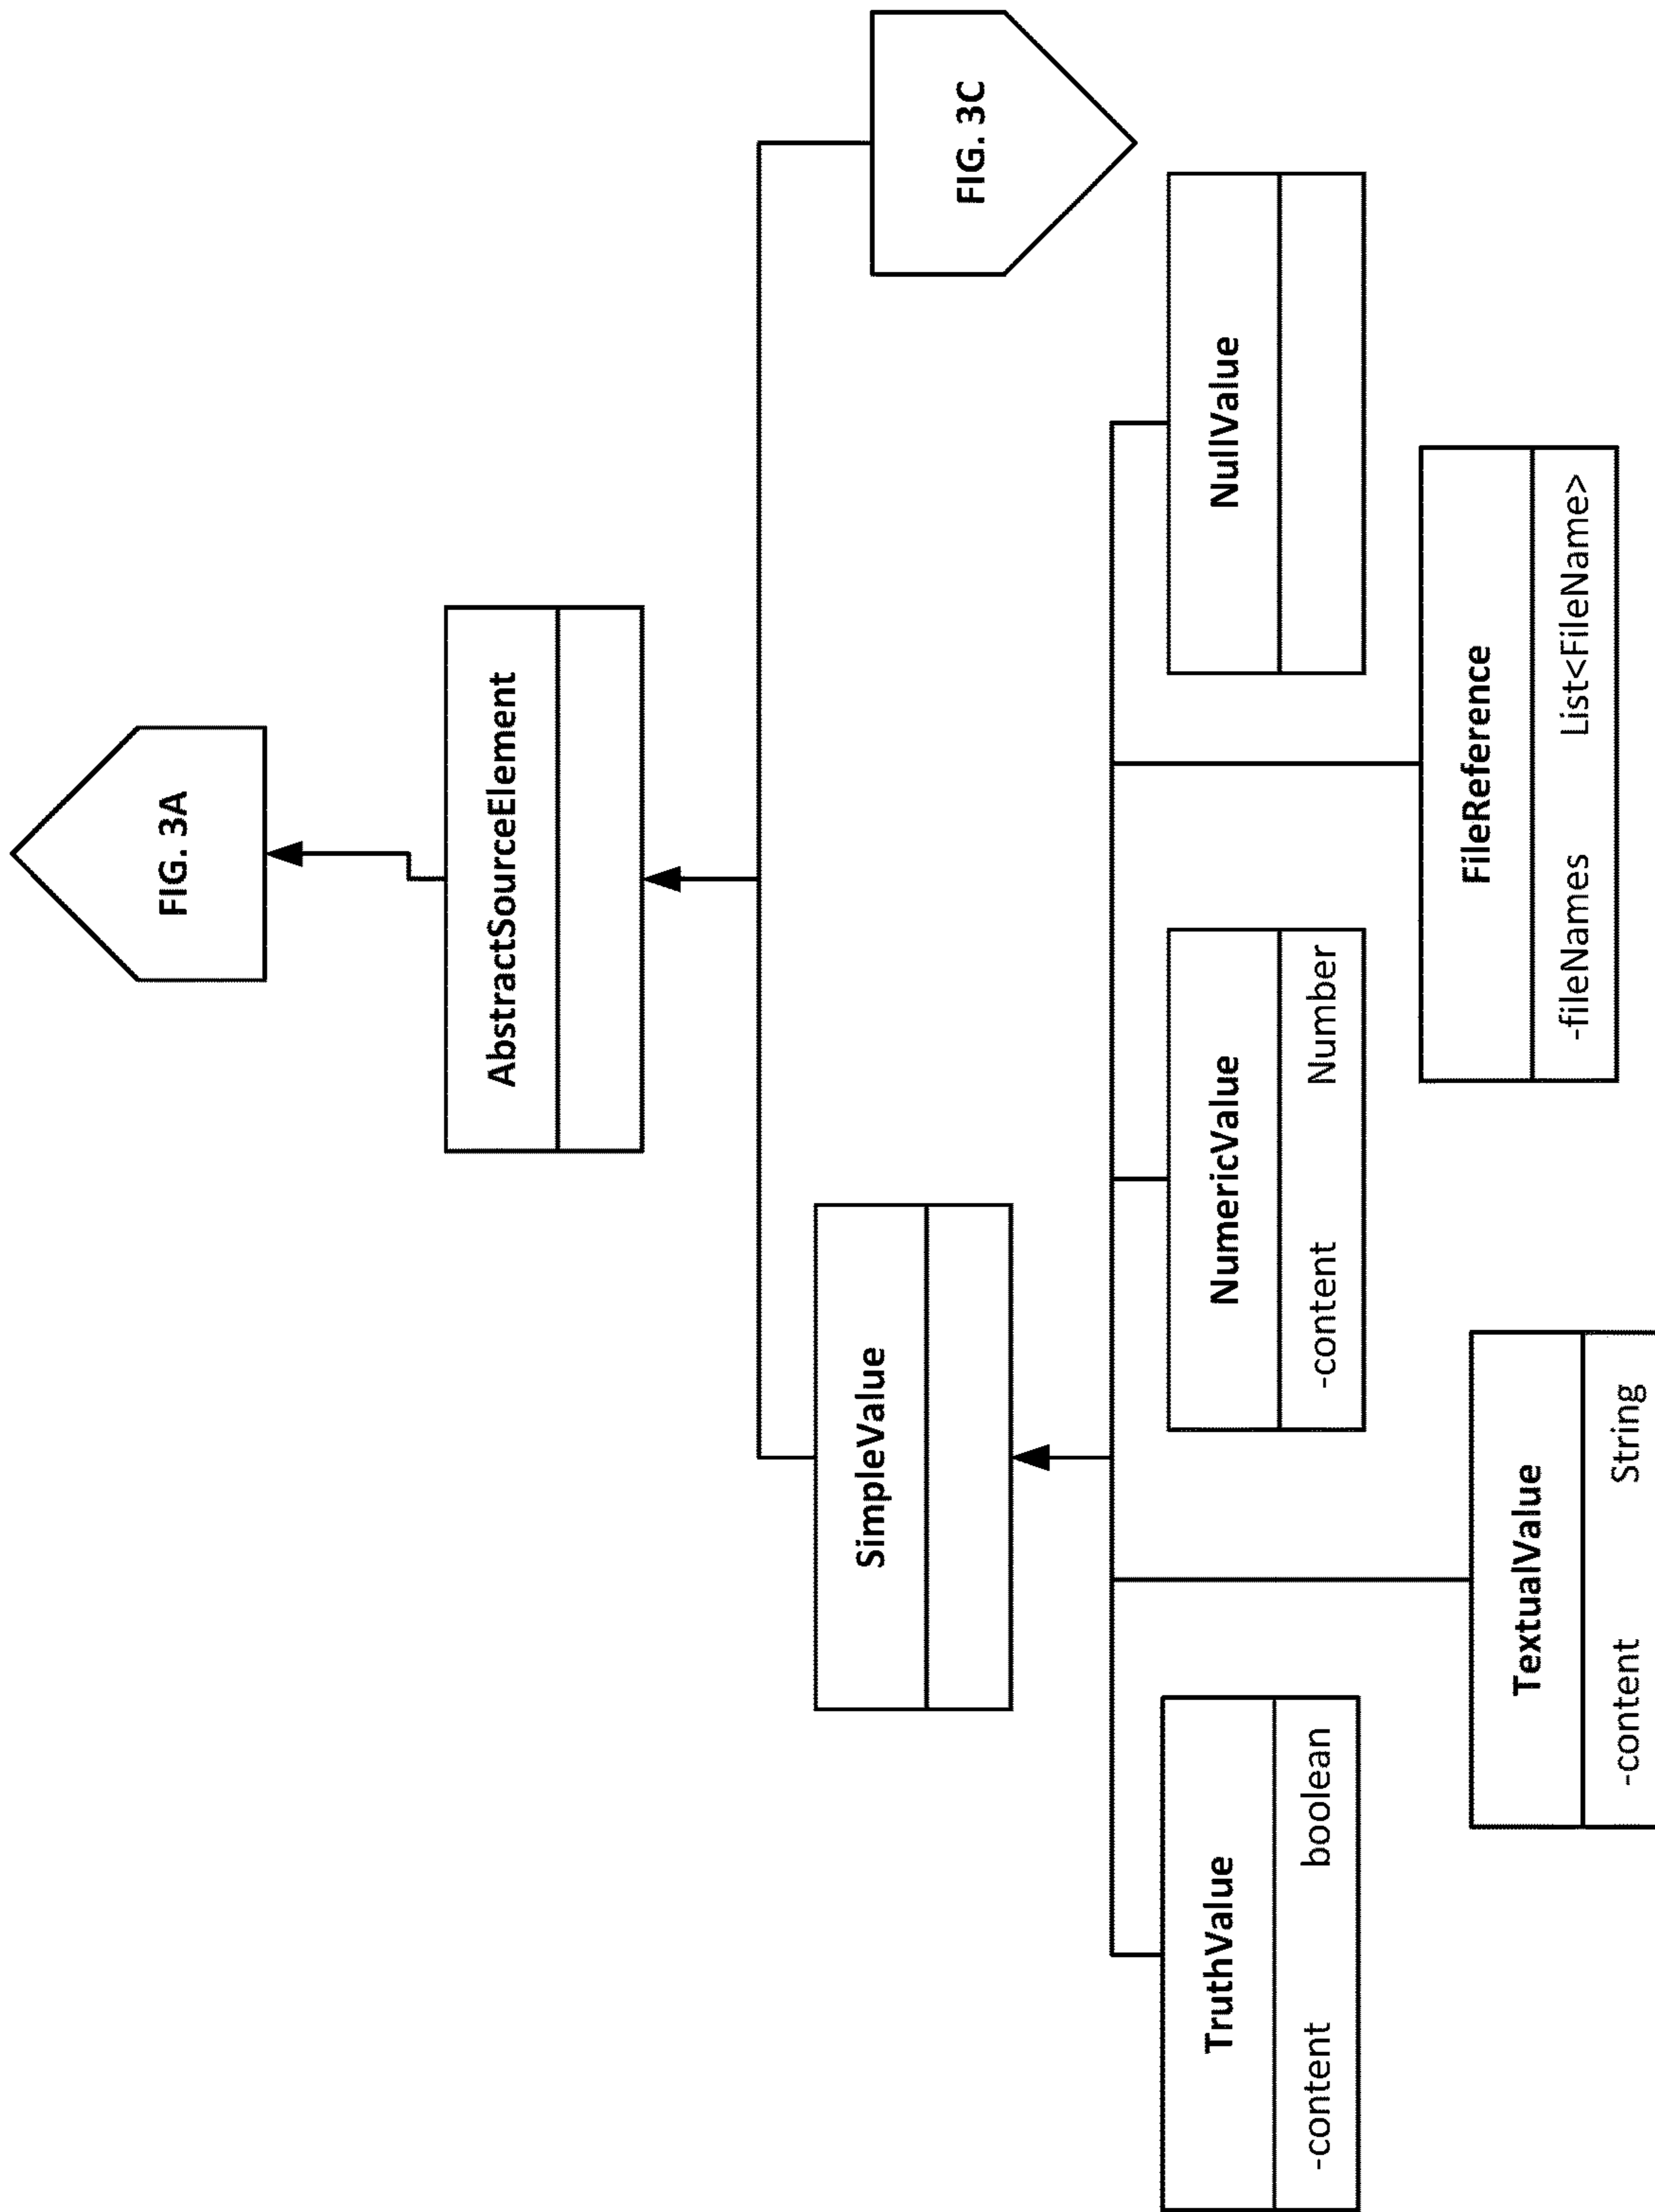 FIG. 3A
AbstractSourceElement
SimpleValue
FIG. 3C
TruthValue
-content boolean
NumericValue
-content Number
NullValue
TextualValue
-content String
FileReference
-fileNames List<FileName>